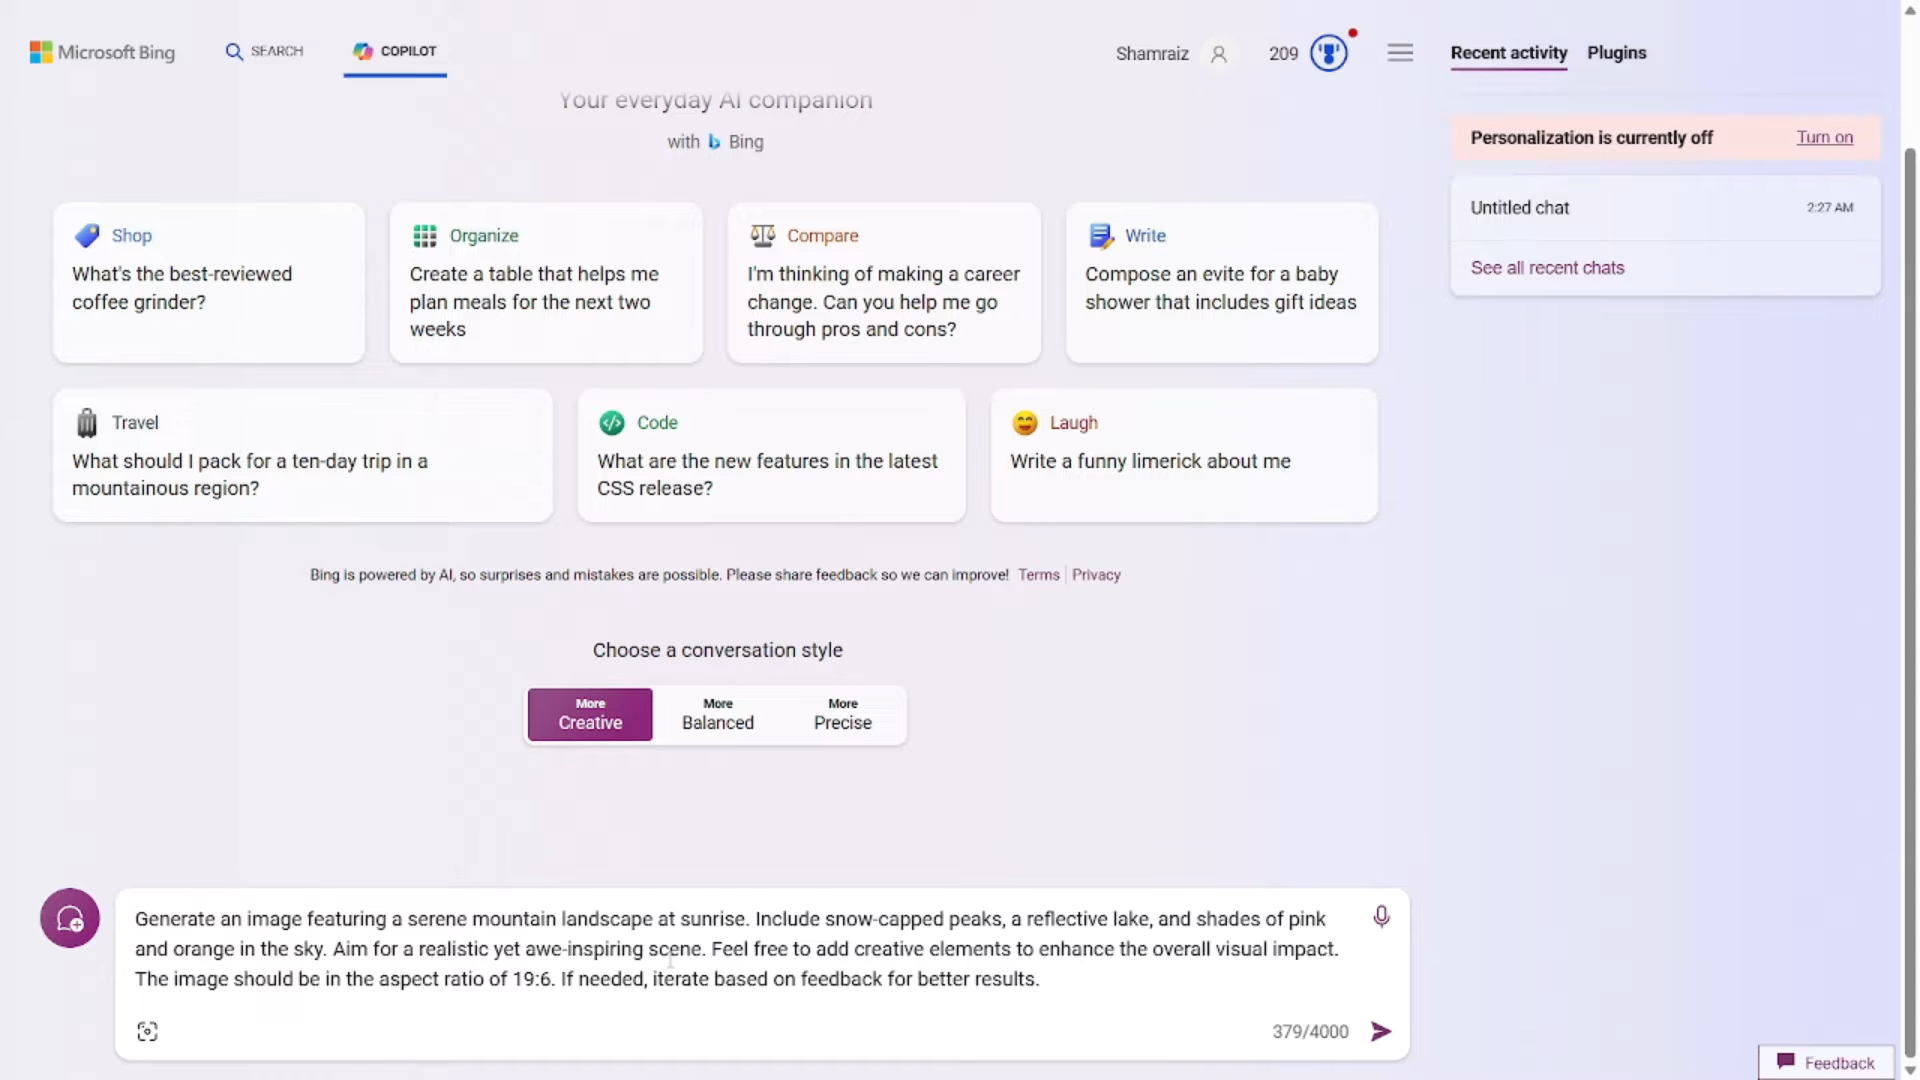 Microsoft Bing
SEARCH
COPILOT
Shamraiz
209
Recent activity
Plugins
Your everyday AI companion
with Bing
Personalization is currently off
Turn on
Untitled chat
2:27 AM
See all recent chats
Shop
What's the best-reviewed
coffee grinder?
Organize
Create a table that helps me
plan meals for the next two
weeks
Compare
I'm thinking of making a career
change. Can you help me go
through pros and cons?
Write
Compose an evite for a baby
shower that includes gift ideas
Travel
What should I pack for a ten-day trip in a
mountainous region?
Code
What are the new features in the latest
CSS release?
Laugh
Write a funny limerick about me
Bing is powered by AI, so surprises and mistakes are possible. Please share feedback so we can improve! Terms Privacy
Choose a conversation style
More
Creative
More
Balanced
More
Precise
Generate an image featuring a serene mountain landscape at sunrise. Include snow-capped peaks, a reflective lake, and shades of pink
and orange in the sky. Aim for a realistic yet awe-inspiring scene. Feel free to add creative elements to enhance the overall visual impact.
The image should be in the aspect ratio of 19:6. If needed, iterate based on feedback for better results.
379/4000
Feedback